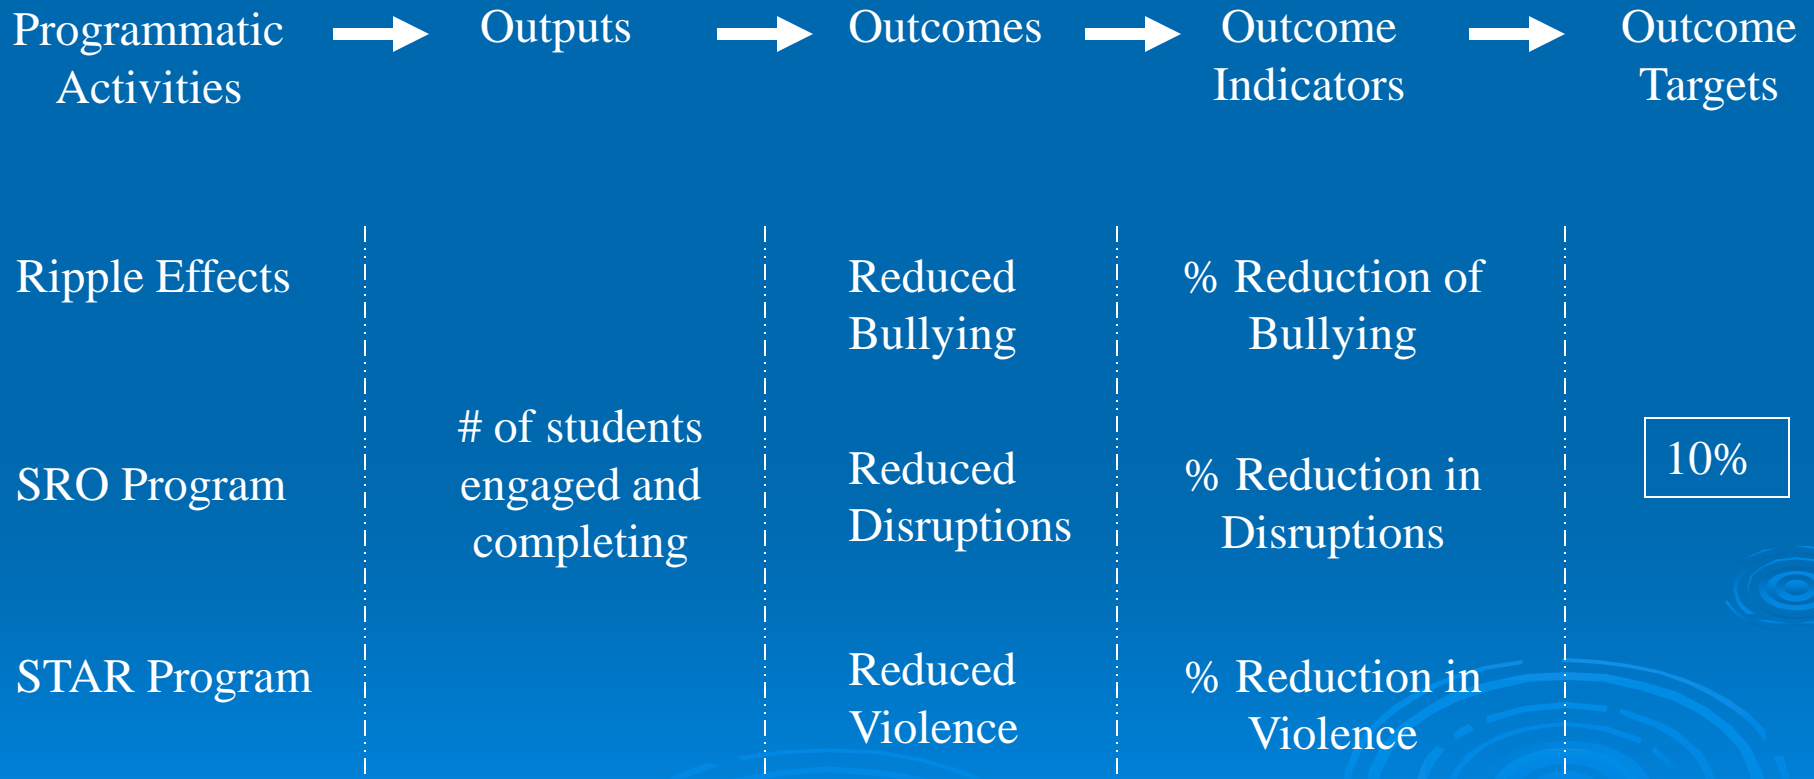 Programmatic
Activities
Outputs
Outcomes
Outcome
Indicators
Outcome
Targets
Ripple Effects
Reduced
Bullying
% Reduction of
Bullying
SRO Program
# of students
engaged and
completing
Reduced
Disruptions
% Reduction in
Disruptions
10%
STAR Program
Reduced
Violence
% Reduction in
Violence